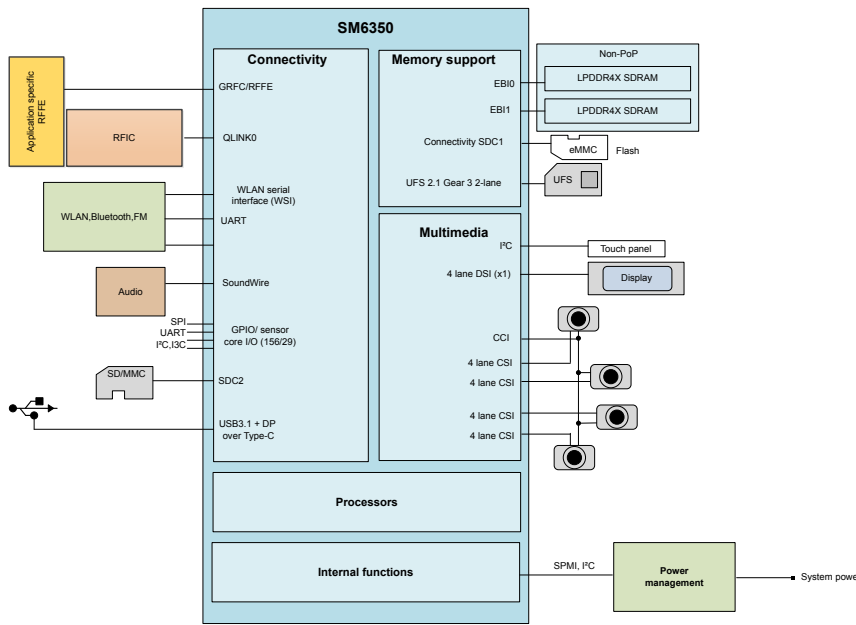 SM6350
Connectivity
GRFC/RFFE
QLINK0
WLAN serial
interface (WSI)
UART
SoundWire
GPIO/ sensor
core I/O (156/29)
SDC2
USB3.1 + DP
over Type-C
Application specific
RFFE
RFIC
WLAN,Bluetooth,FM
Audio
SPI
UART
I²C,I3C
SD/MMC
Memory support
EBI0
EBI1
Connectivity SDC1
UFS 2.1 Gear 3 2-lane
Non-PoP
LPDDR4X SDRAM
LPDDR4X SDRAM
eMMC
Flash
UFS
Multimedia
I²C
4 lane DSI (x1)
CCI
4 lane CSI
4 lane CSI
4 lane CSI
4 lane CSI
Touch panel
Display
Processors
Internal functions
SPMI, I²C
Power
management
System power